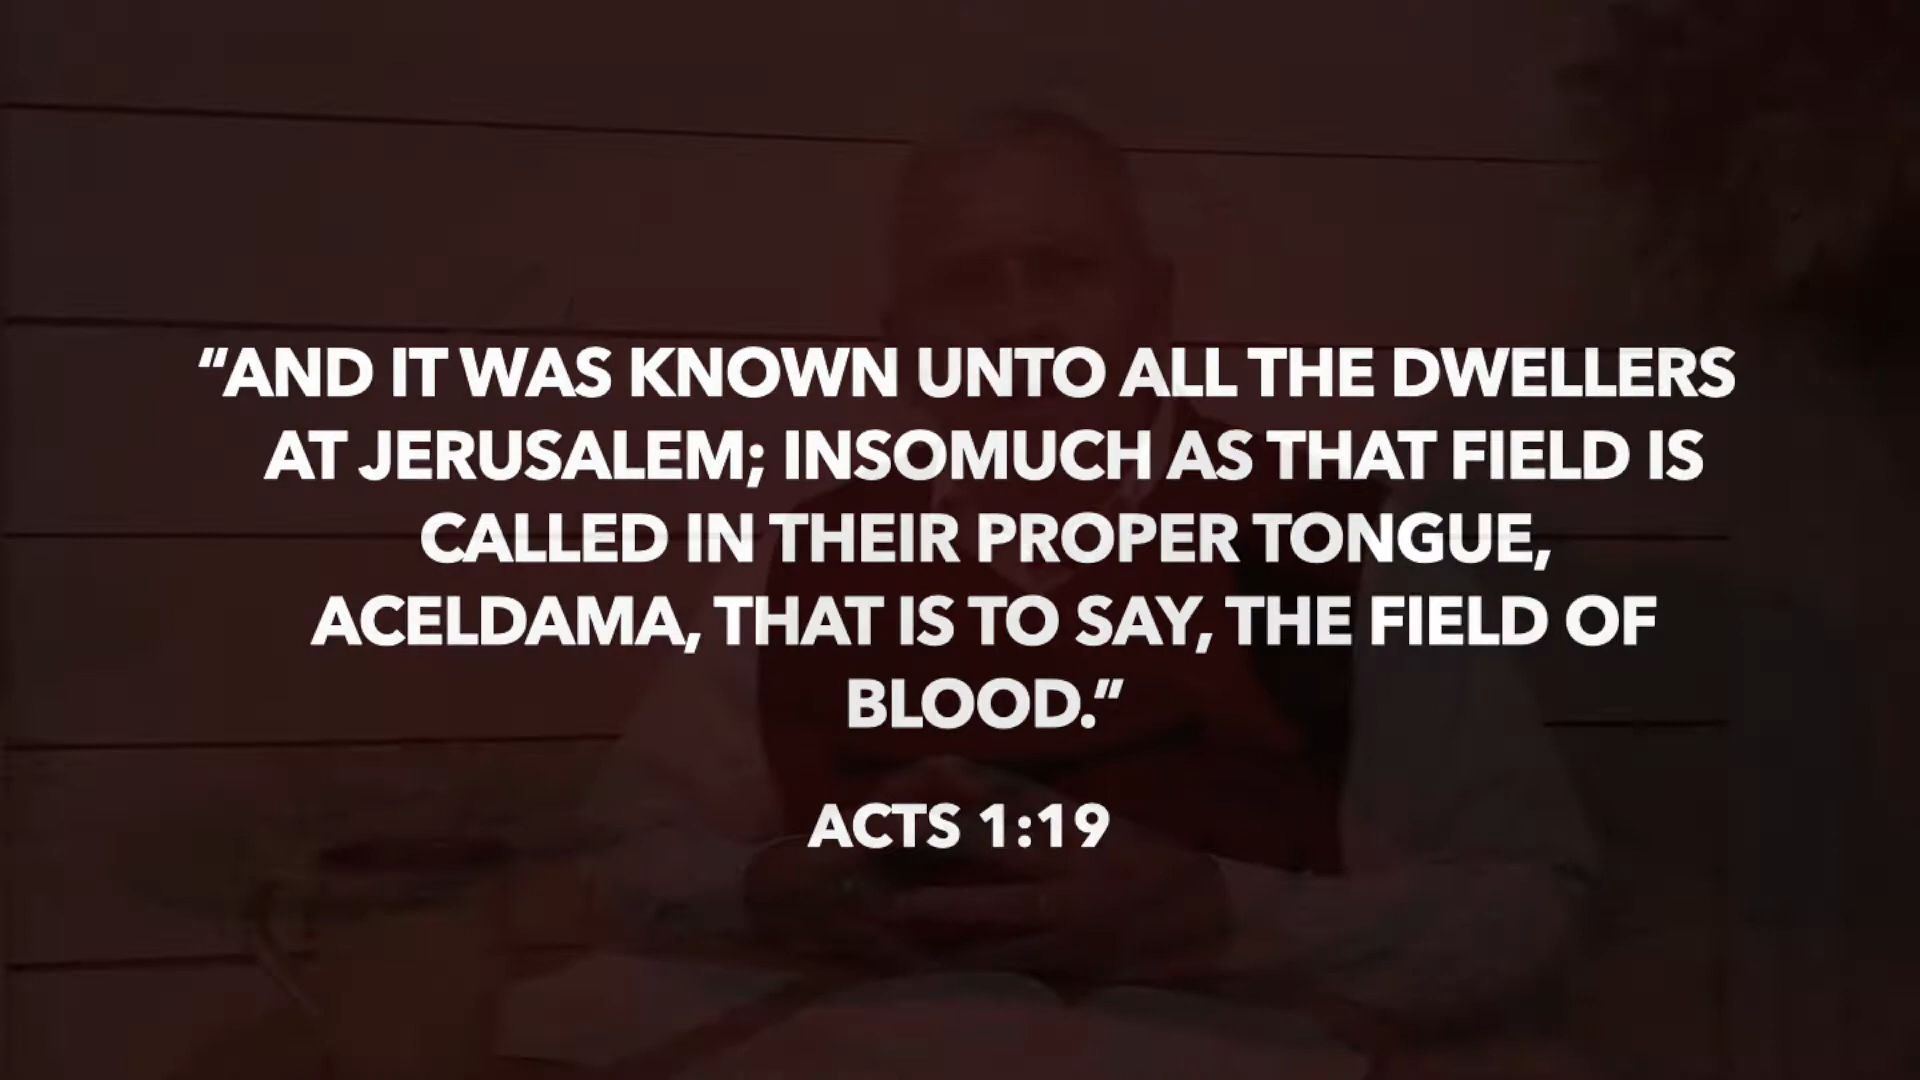 “AND IT WAS KNOWN UNTO ALL THE DWELLERS
AT JERUSALEM; INSOMUCH AS THAT FIELD IS
CALLED IN THEIR PROPER TONGUE,
ACELDAMA, THAT IS TO SAY, THE FIELD OF
BLOOD.”
ACTS 1:19